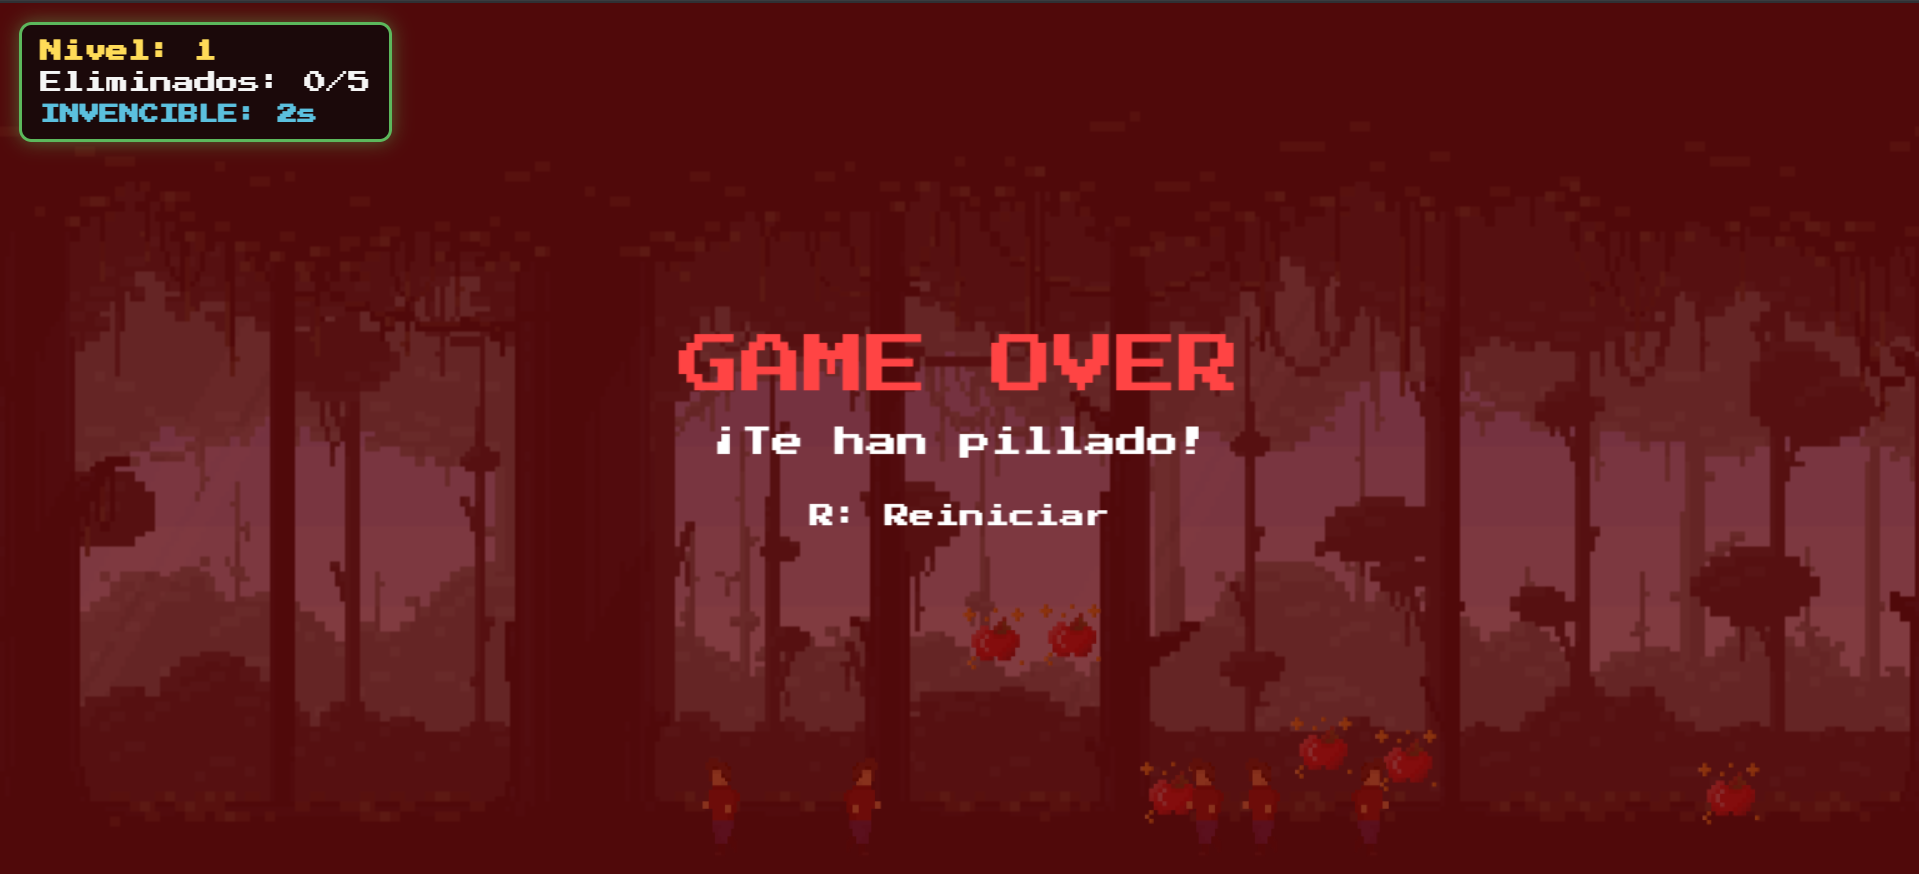 Nivel: 1
Eliminados: 0/5
INVENCIBLE: 2s
GAME OVER
¡Te han pillado!
R: Reiniciar